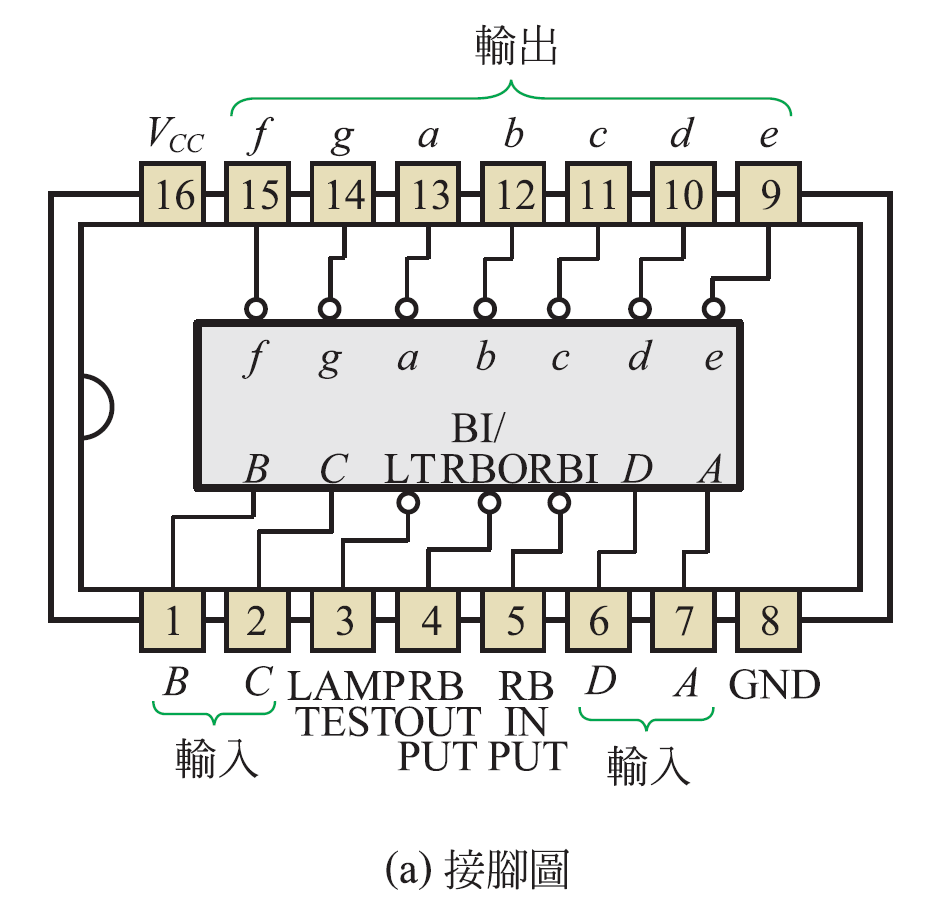 輸出
V_CC f g a b c d e
16 15 14 13 12 11 10 9
f g a b c d e
BI/
B C LT RBO RBI D A
1 2 3 4 5 6 7 8
B C LAMP RB RB D A GND
TEST OUT IN
PUT PUT
輸入 輸入
(a) 接腳圖